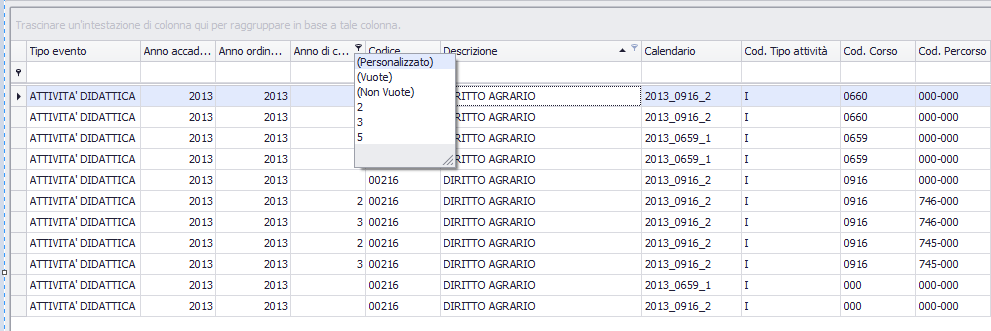 Trascinare un'intestazione di colonna qui per raggruppare in base a tale colonna.
Tipo evento Anno accad... Anno ordin... Anno di c... Codice Descrizione Calendario Cod. Tipo attività Cod. Corso Cod. Percorso
(Personalizzato)
(Vuote)
(Non Vuote)
2
3
5
ATTIVITA' DIDATTICA 2013 2013 DIRITTO AGRARIO 2013_0916_2 I 0660 000-000
ATTIVITA' DIDATTICA 2013 2013 DIRITTO AGRARIO 2013_0916_2 I 0660 000-000
ATTIVITA' DIDATTICA 2013 2013 DIRITTO AGRARIO 2013_0659_1 I 0659 000-000
ATTIVITA' DIDATTICA 2013 2013 DIRITTO AGRARIO 2013_0659_1 I 0659 000-000
ATTIVITA' DIDATTICA 2013 2013 00216 DIRITTO AGRARIO 2013_0916_2 I 0916 000-000
ATTIVITA' DIDATTICA 2013 2013 2 00216 DIRITTO AGRARIO 2013_0916_2 I 0916 746-000
ATTIVITA' DIDATTICA 2013 2013 3 00216 DIRITTO AGRARIO 2013_0916_2 I 0916 746-000
ATTIVITA' DIDATTICA 2013 2013 2 00216 DIRITTO AGRARIO 2013_0916_2 I 0916 745-000
ATTIVITA' DIDATTICA 2013 2013 3 00216 DIRITTO AGRARIO 2013_0916_2 I 0916 745-000
ATTIVITA' DIDATTICA 2013 2013 00216 DIRITTO AGRARIO 2013_0659_1 I 000 000-000
ATTIVITA' DIDATTICA 2013 2013 00216 DIRITTO AGRARIO 2013_0916_2 I 000 000-000